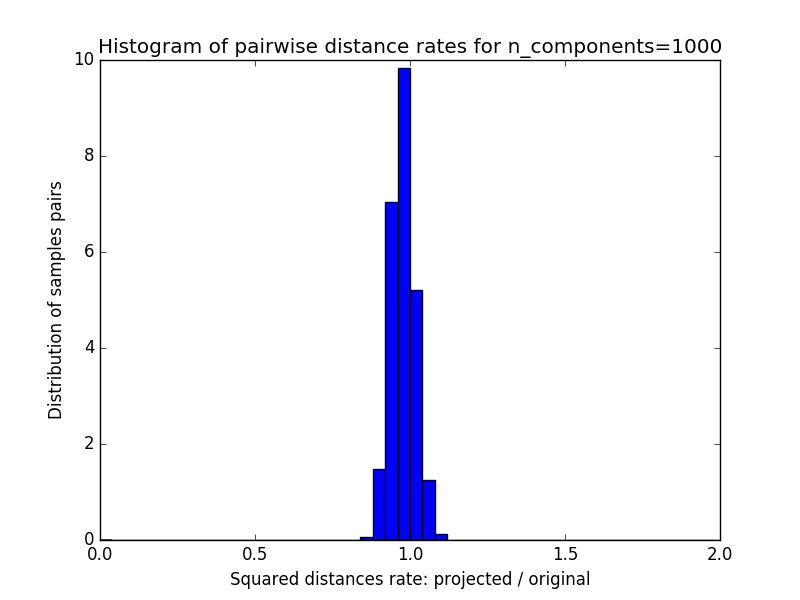 Histogram of pairwise distance rates for n_components=1000
10
8
6
4
2
0
Distribution of samples pairs
0.0 0.5 1.0 1.5 2.0
Squared distances rate: projected / original